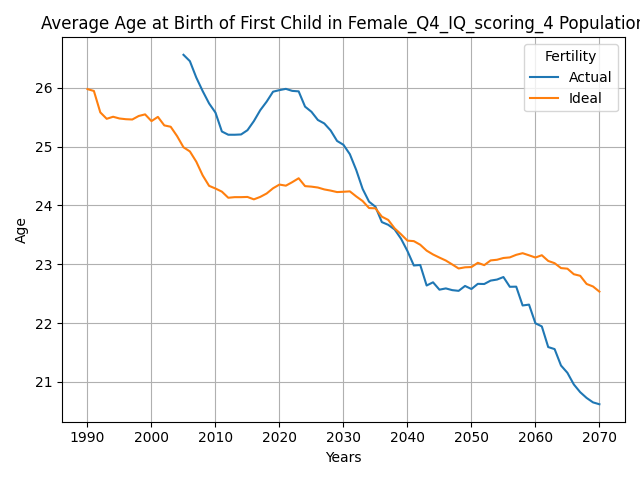 Average Age at Birth of First Child in Female_Q4_IQ_scoring_4 Population
Fertility
Actual
Ideal
Age
26
25
24
23
22
21
1990 2000 2010 2020 2030 2040 2050 2060 2070
Years